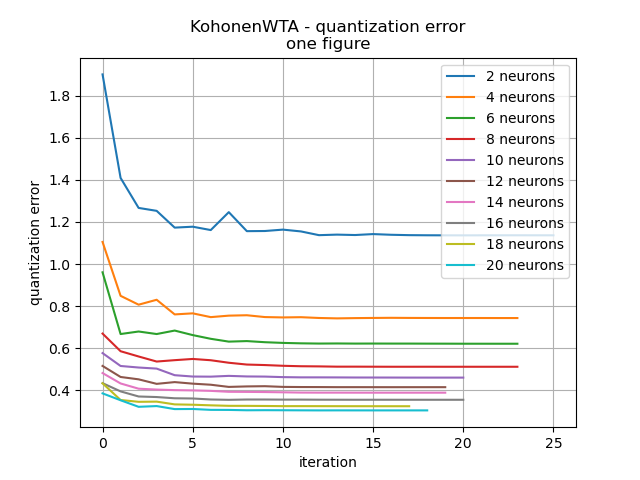 KohonenWTA - quantization error
one figure
quantization error
1.8
1.6
1.4
1.2
1.0
0.8
0.6
0.4
2 neurons
4 neurons
6 neurons
8 neurons
10 neurons
12 neurons
14 neurons
16 neurons
18 neurons
20 neurons
0 5 10 15 20 25
iteration